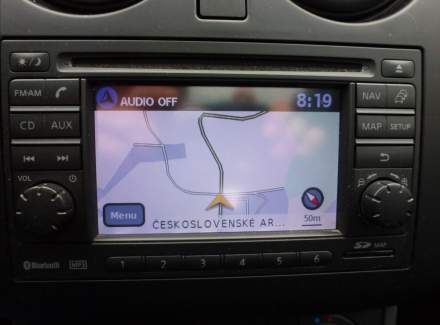 AUDIO OFF 8:19
FM·AM NAV
CD AUX MAP SETUP
VOL
Menu
ČESKOSLOVENSKÉ AR... 50m
Bluetooth MP3 1 2 3 4 5 6 SD MAP